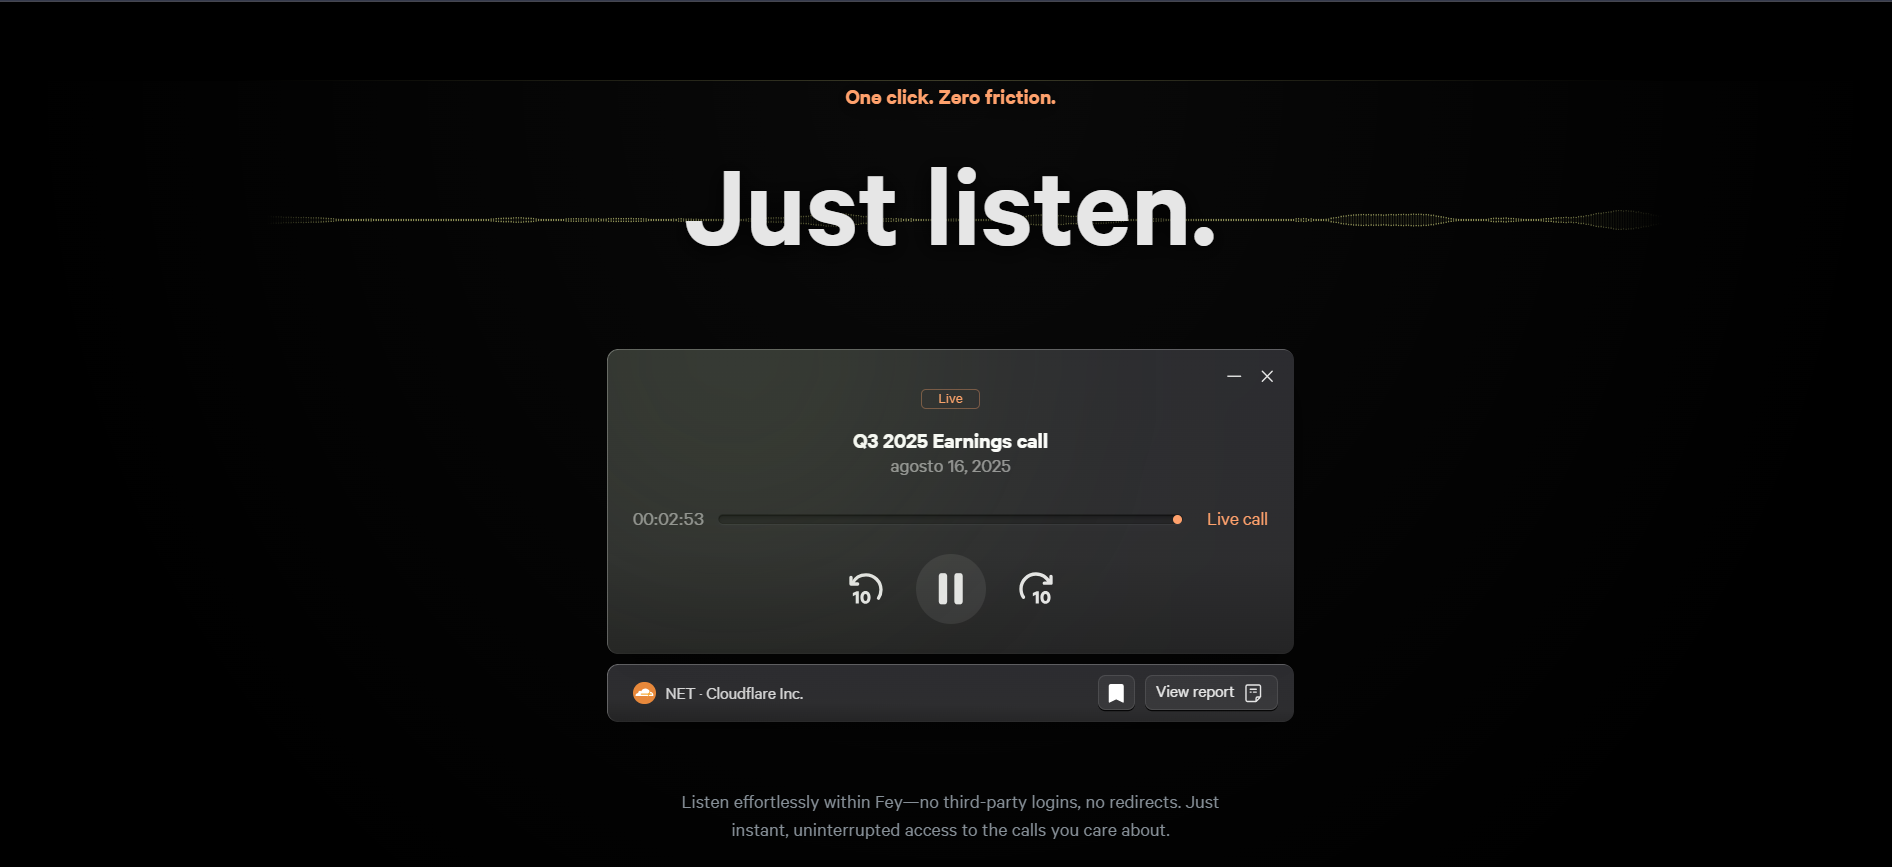 One click. Zero friction.
Just listen.
Live
Q3 2025 Earnings call
agosto 16, 2025
00:02:53
Live call
10
10
NET · Cloudflare Inc.
View report
Listen effortlessly within Fey—no third-party logins, no redirects. Just
instant, uninterrupted access to the calls you care about.